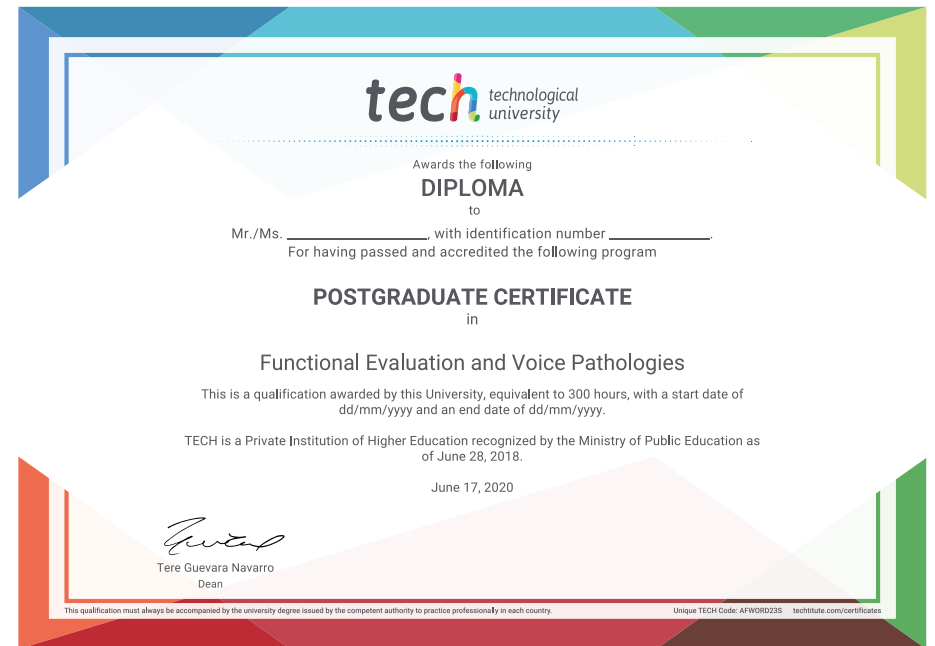 tech technological
university
Awards the following
DIPLOMA
to
Mr./Ms. ____________________, with identification number ______________.
For having passed and accredited the following program
POSTGRADUATE CERTIFICATE
in
Functional Evaluation and Voice Pathologies
This is a qualification awarded by this University, equivalent to 300 hours, with a start date of
dd/mm/yyyy and an end date of dd/mm/yyyy.
TECH is a Private Institution of Higher Education recognized by the Ministry of Public Education as
of June 28, 2018.
June 17, 2020
Tere Guevara Navarro
Dean
This qualification must always be accompanied by the university degree issued by the competent authority to practice professionally in each country. Unique TECH Code: AFWORD23S techtitute.com/certificates